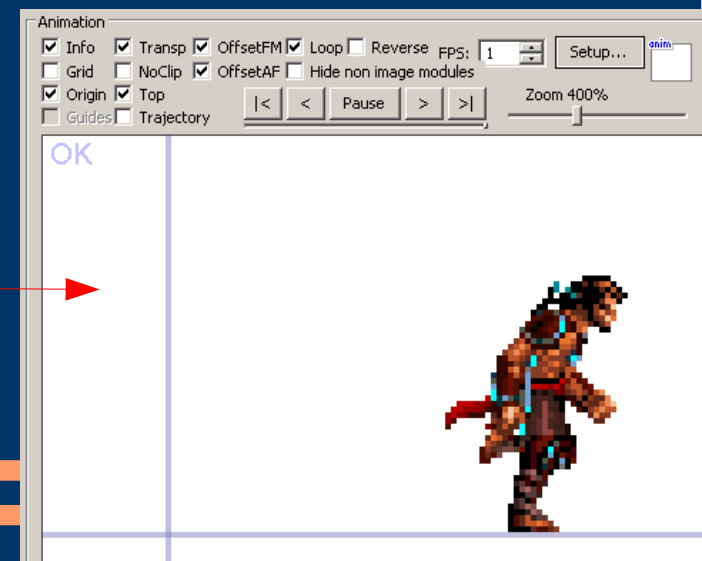 Animation
Info Transp OffsetFM Loop Reverse FPS: 1 Setup... anim
Grid NoClip OffsetAF Hide non image modules
Origin Top |< < Pause > >| Zoom 400%
Guides Trajectory
OK